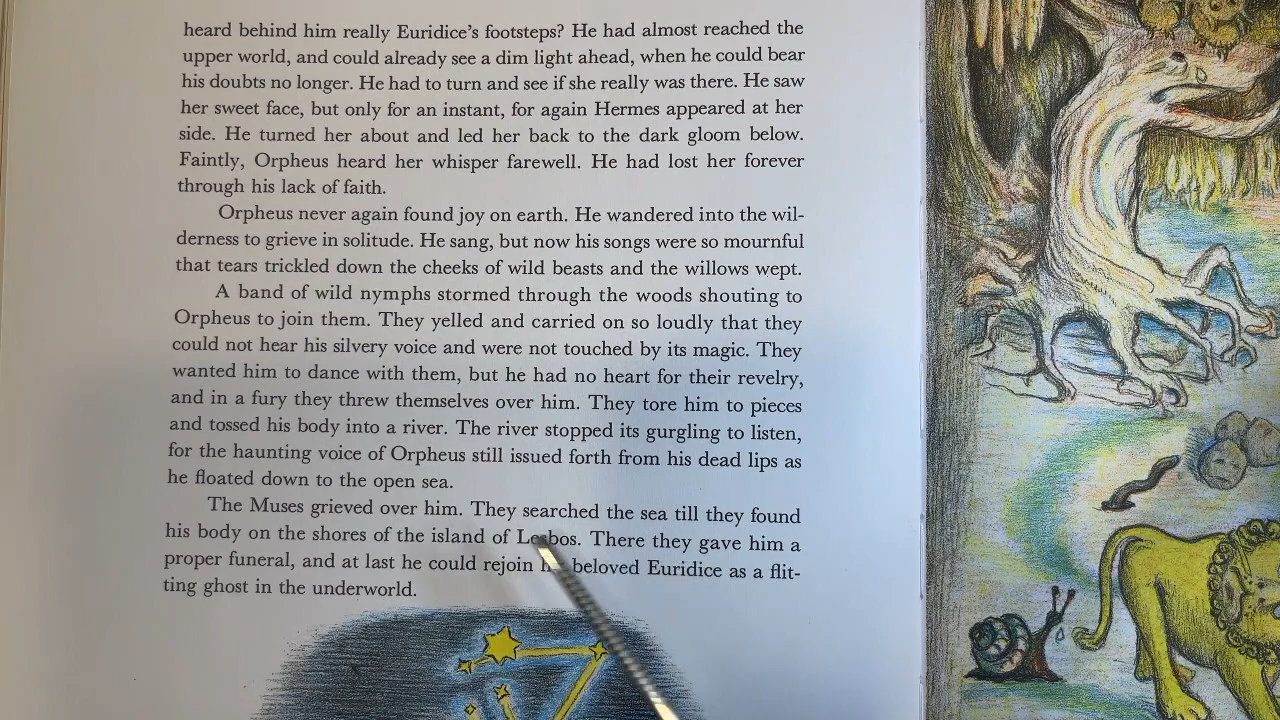 heard behind him really Euridice's footsteps? He had almost reached the
upper world, and could already see a dim light ahead, when he could bear
his doubts no longer. He had to turn and see if she really was there. He saw
her sweet face, but only for an instant, for again Hermes appeared at her
side. He turned her about and led her back to the dark gloom below.
Faintly, Orpheus heard her whisper farewell. He had lost her forever
through his lack of faith.
Orpheus never again found joy on earth. He wandered into the wil-
derness to grieve in solitude. He sang, but now his songs were so mournful
that tears trickled down the cheeks of wild beasts and the willows wept.
A band of wild nymphs stormed through the woods shouting to
Orpheus to join them. They yelled and carried on so loudly that they
could not hear his silvery voice and were not touched by its magic. They
wanted him to dance with them, but he had no heart for their revelry,
and in a fury they threw themselves over him. They tore him to pieces
and tossed his body into a river. The river stopped its gurgling to listen,
for the haunting voice of Orpheus still issued forth from his dead lips as
he floated down to the open sea.
The Muses grieved over him. They searched the sea till they found
his body on the shores of the island of Lesbos. There they gave him a
proper funeral, and at last he could rejoin beloved Euridice as a flit-
ting ghost in the underworld.